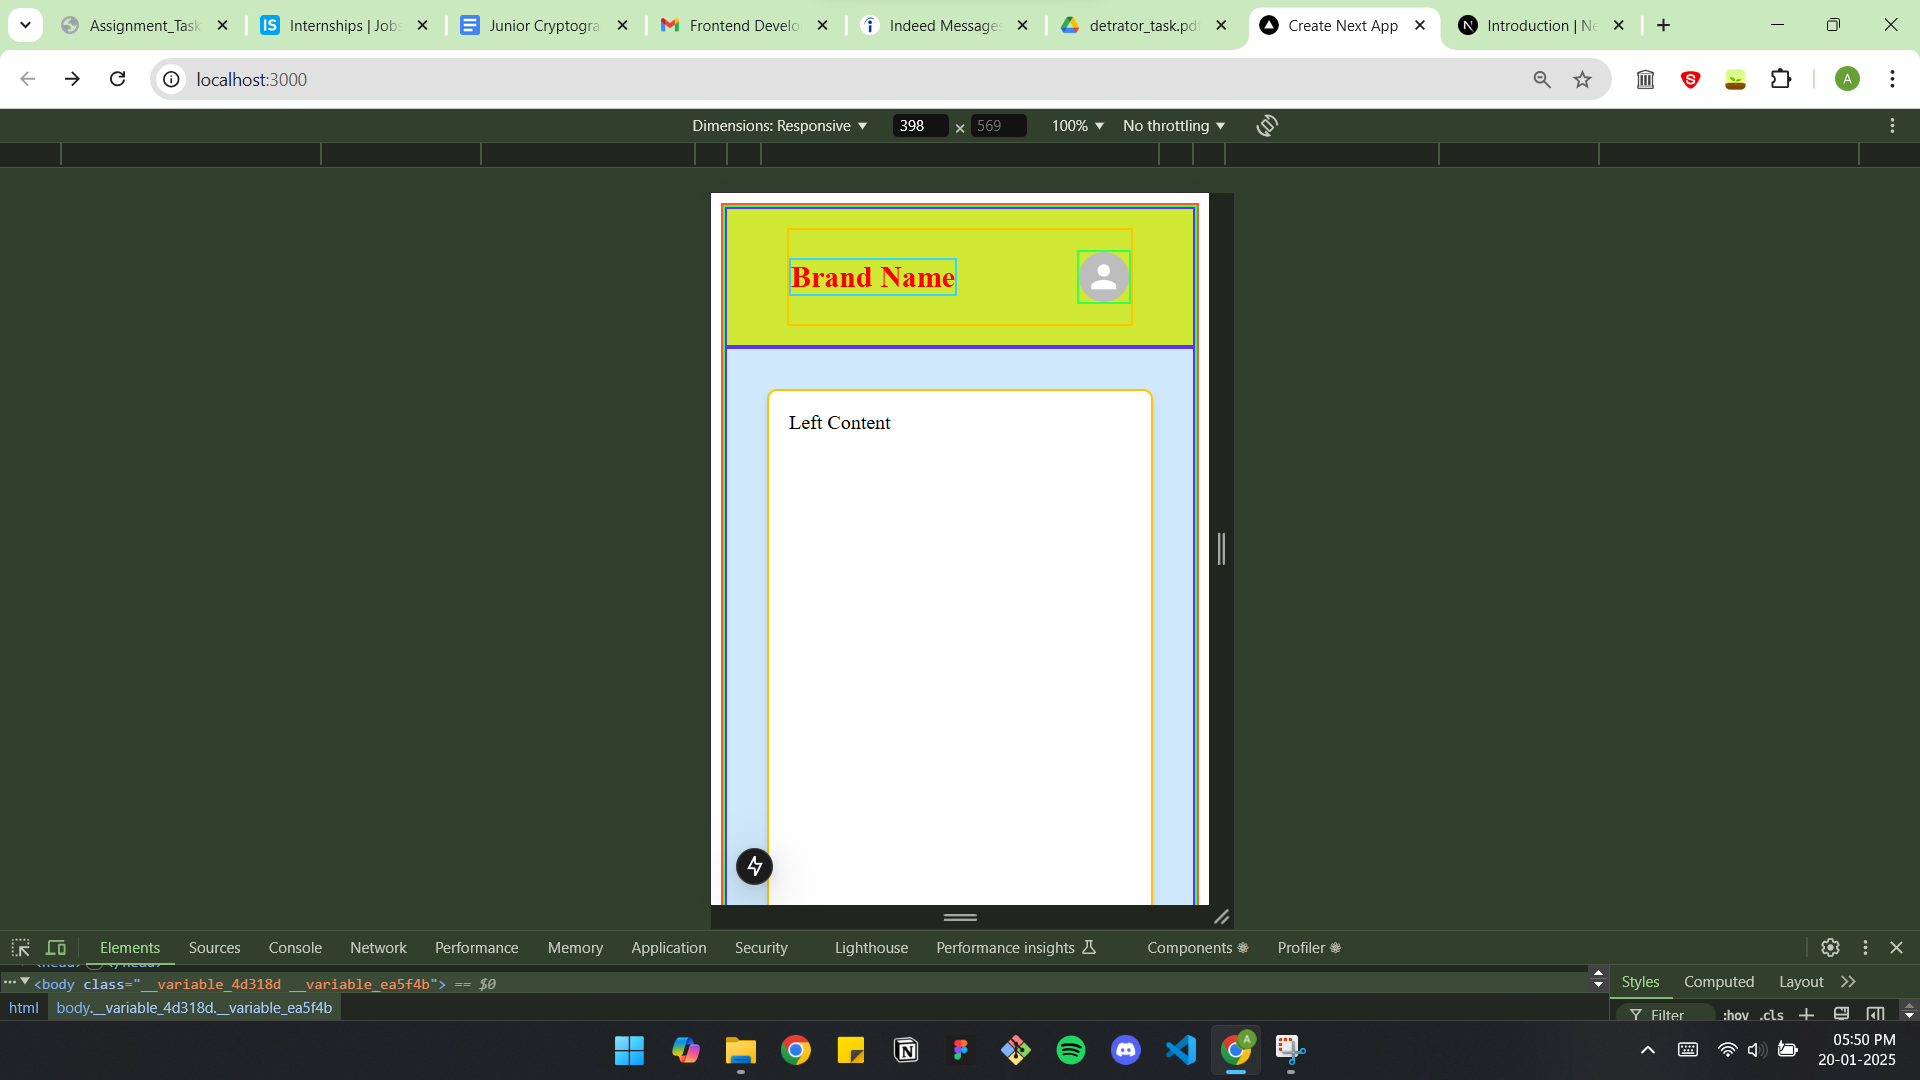 Assignment_Task
Internships | Jobs
Junior Cryptogra
Frontend Develo
Indeed Messages
detrator_task.pdf
Create Next App
Introduction | Ne
localhost:3000
A
Dimensions: Responsive
398 × 569
100%
No throttling
Brand Name
Left Content
Elements
Sources
Console
Network
Performance
Memory
Application
Security
Lighthouse
Performance insights
Components
Profiler
<body class="__variable_4d318d __variable_ea5f4b"> == $0
Styles
Computed
Layout
html
body.__variable_4d318d.__variable_ea5f4b
Filter
:hov
.cls
05:50 PM
20-01-2025